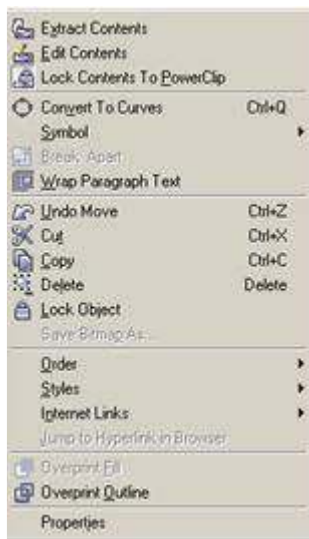 Extract Contents
Edit Contents
Lock Contents To PowerClip
Convert To Curves Ctrl+Q
Symbol
Break Apart
Wrap Paragraph Text
Undo Move Ctrl+Z
Cut Ctrl+X
Copy Ctrl+C
Delete Delete
Lock Object
Save Bitmap As...
Order
Styles
Internet Links
Jump to Hyperlink in Browser
Overprint Fill
Overprint Outline
Properties